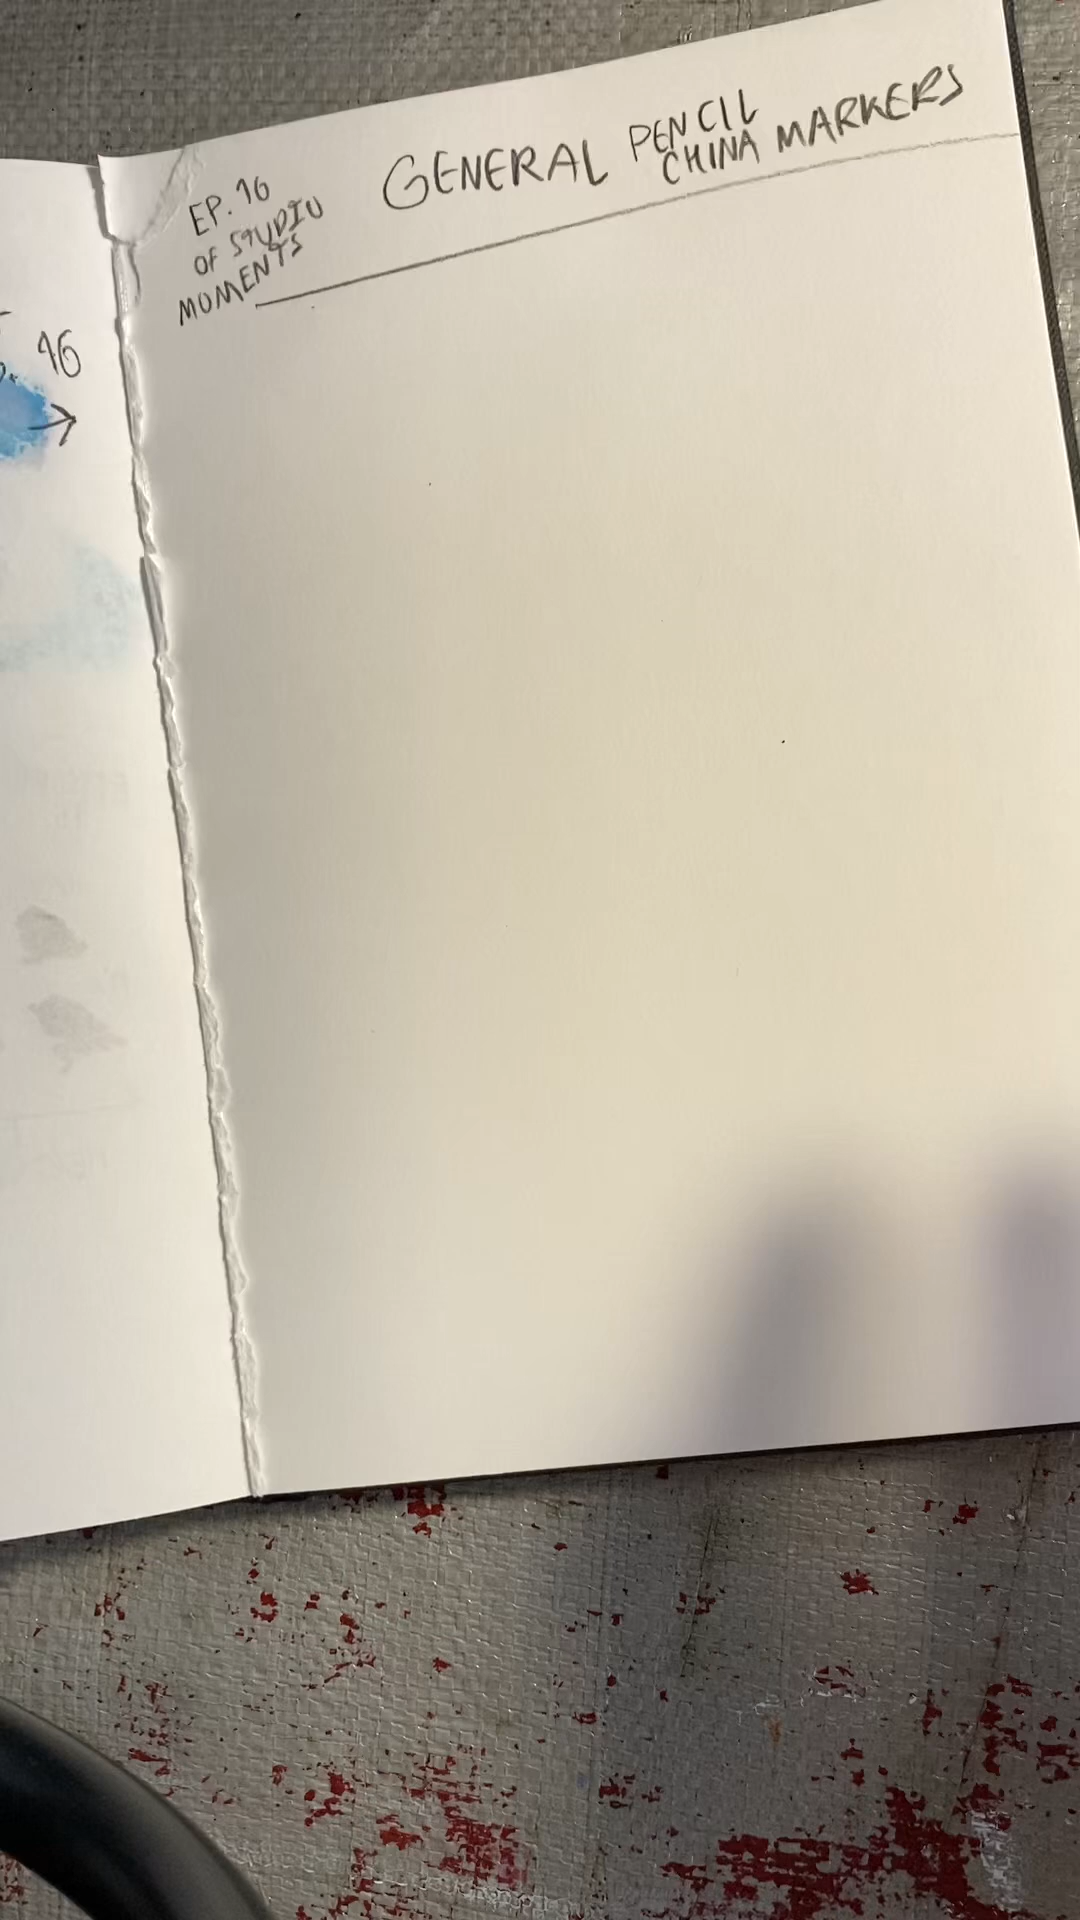 16
EP. 16
OF STUDIO
MOMENTS
GENERAL PENCIL
CHINA MARKERS